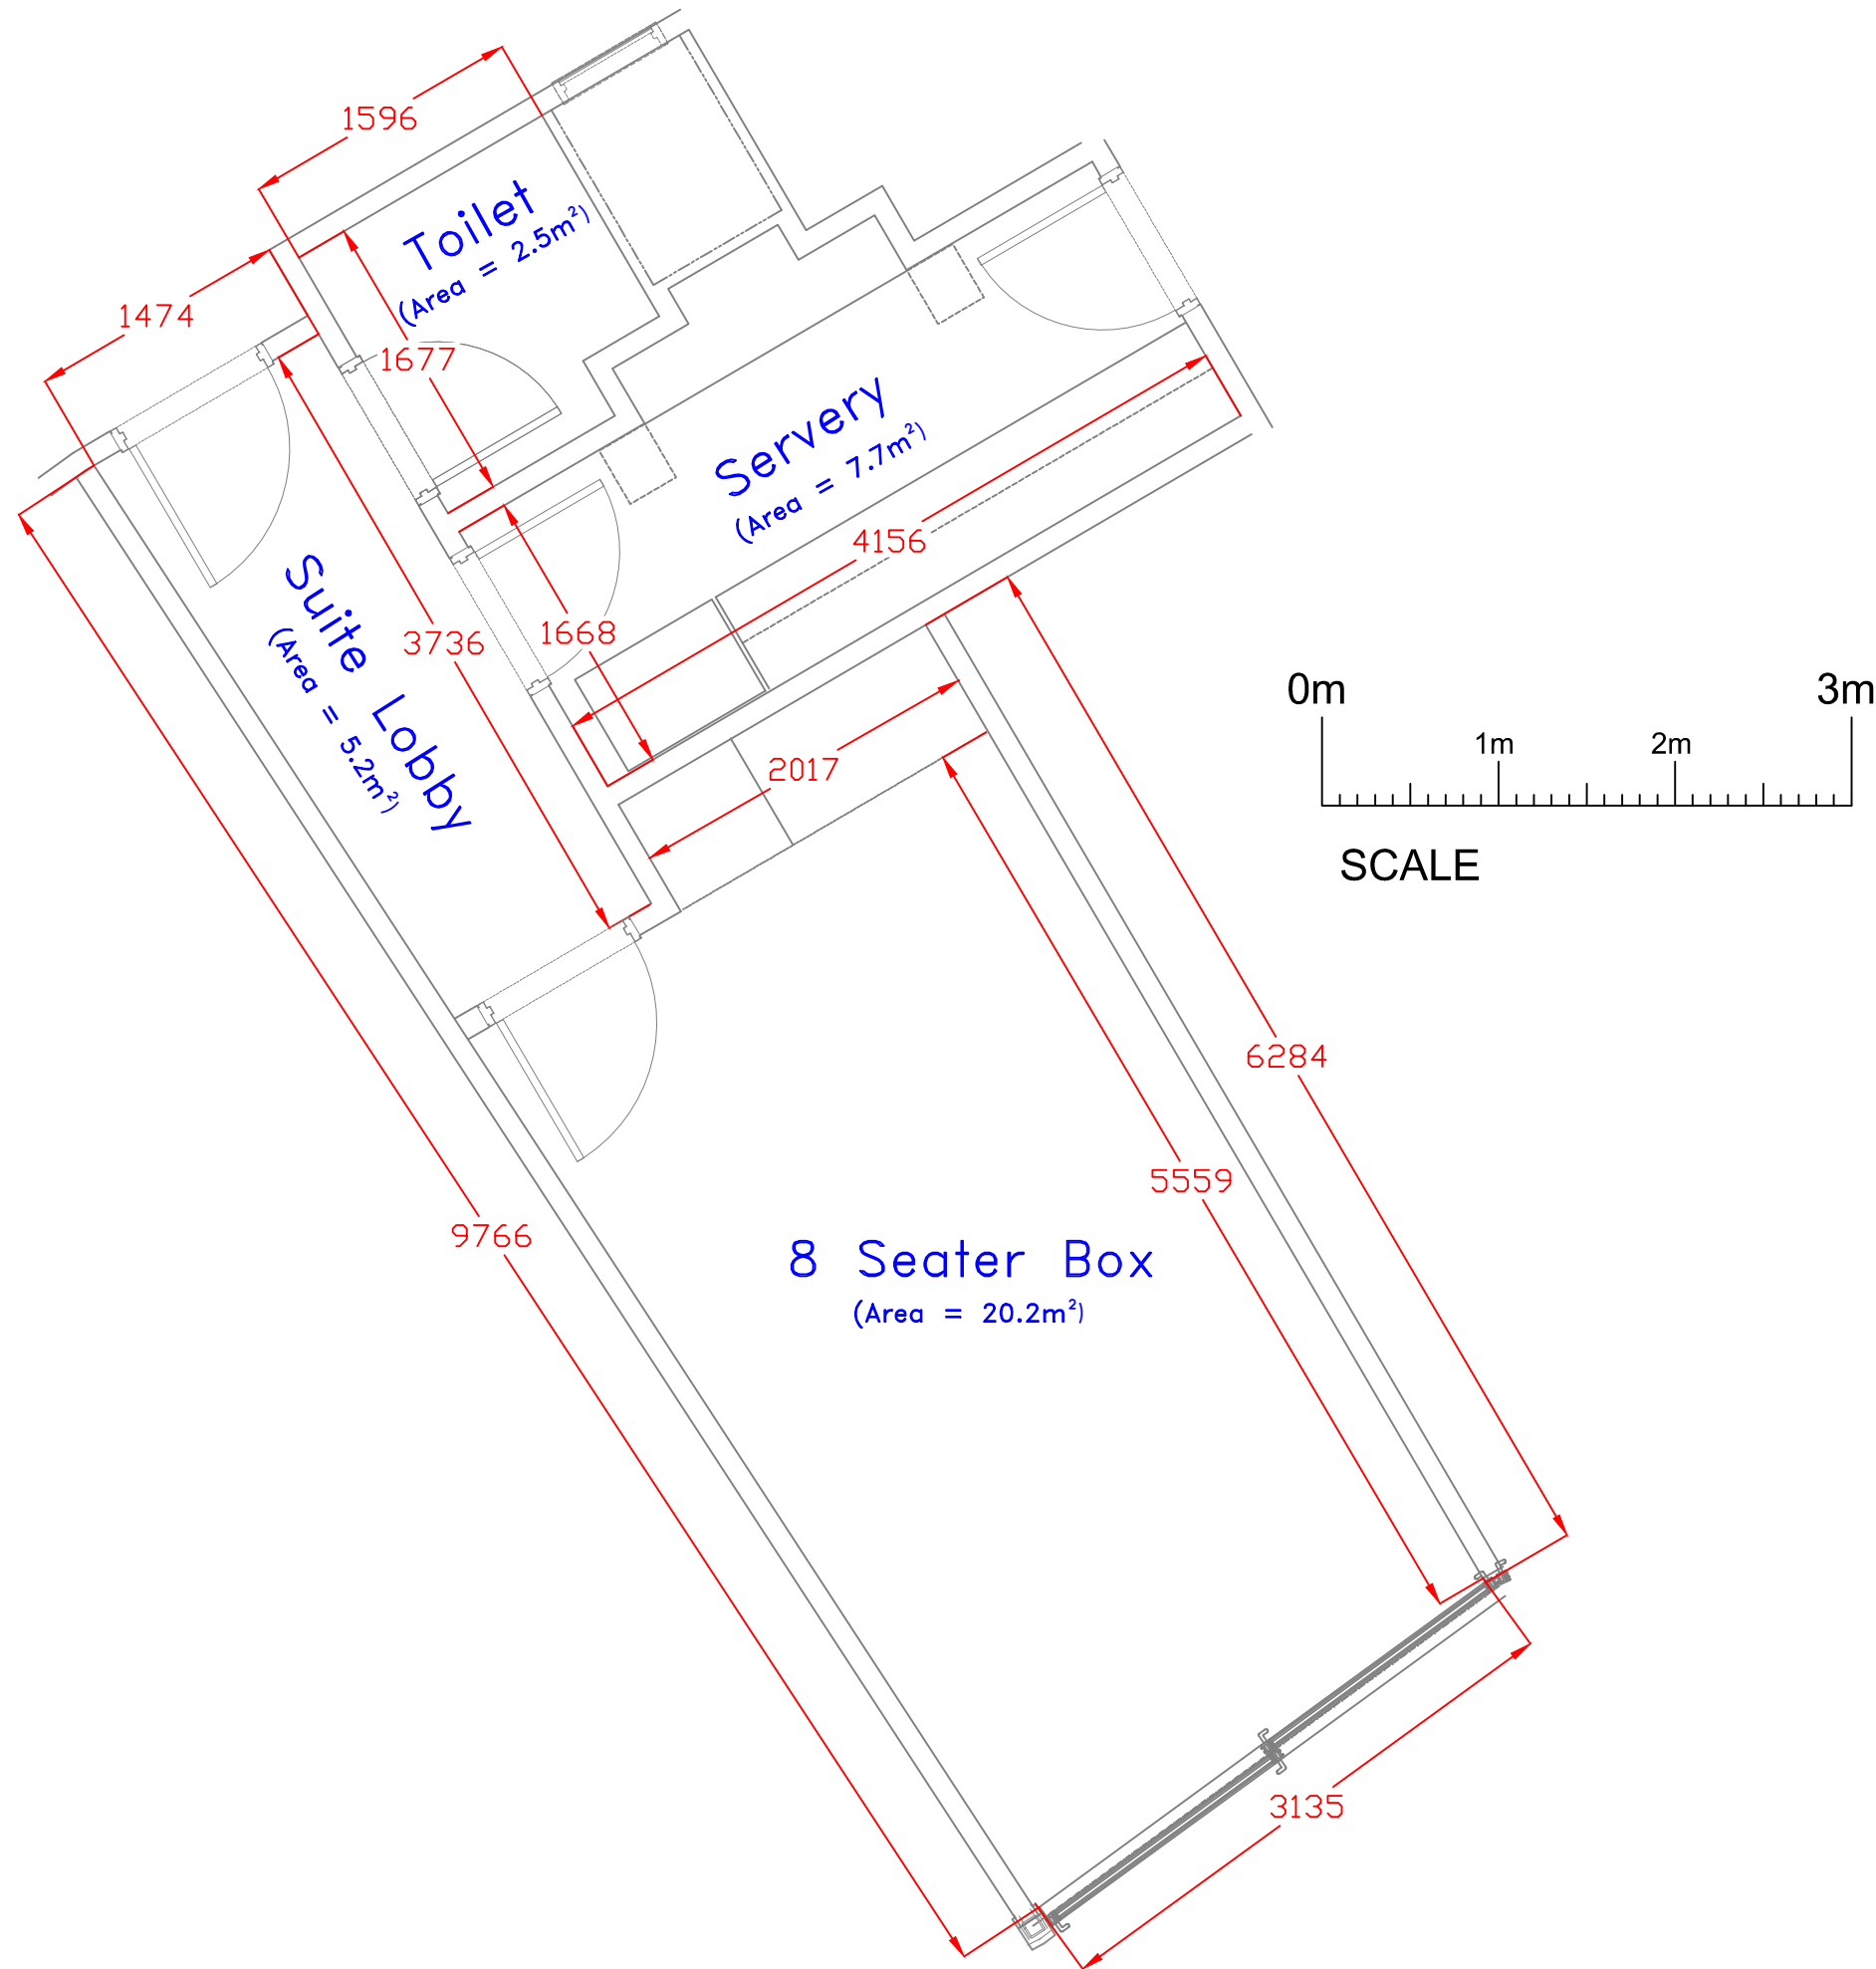 1596
Toilet
(Area = 2.5m²)
1474
1677
Servery
(Area = 7.7m²)
4156
Suite Lobby
(Area = 5.2m²)
3736
1668
2017
0m
3m
1m
2m
SCALE
6284
5559
9766
8 Seater Box
(Area = 20.2m²)
3135